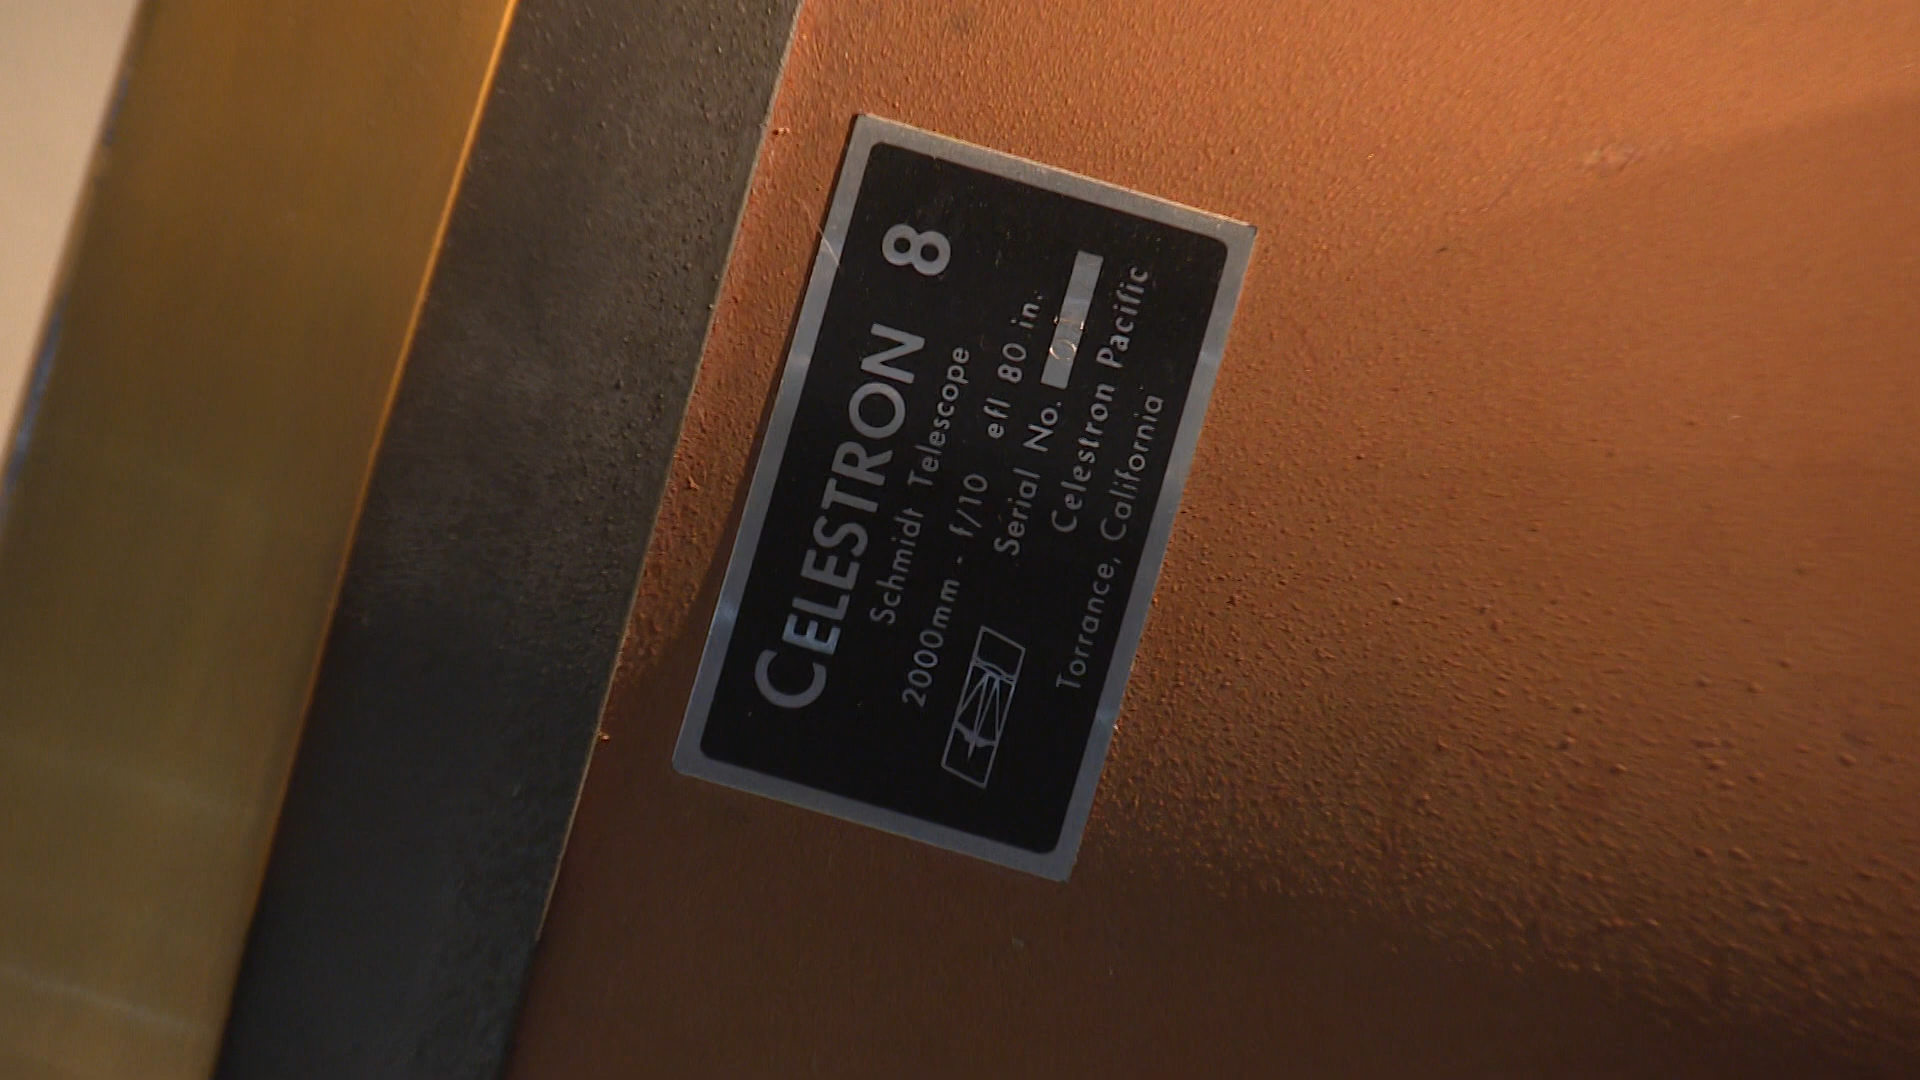 CELESTRON 8
Schmidt Telescope
2000mm - f/10 efl 80 in.
Serial No.
Celestron Pacific
Torrance, California